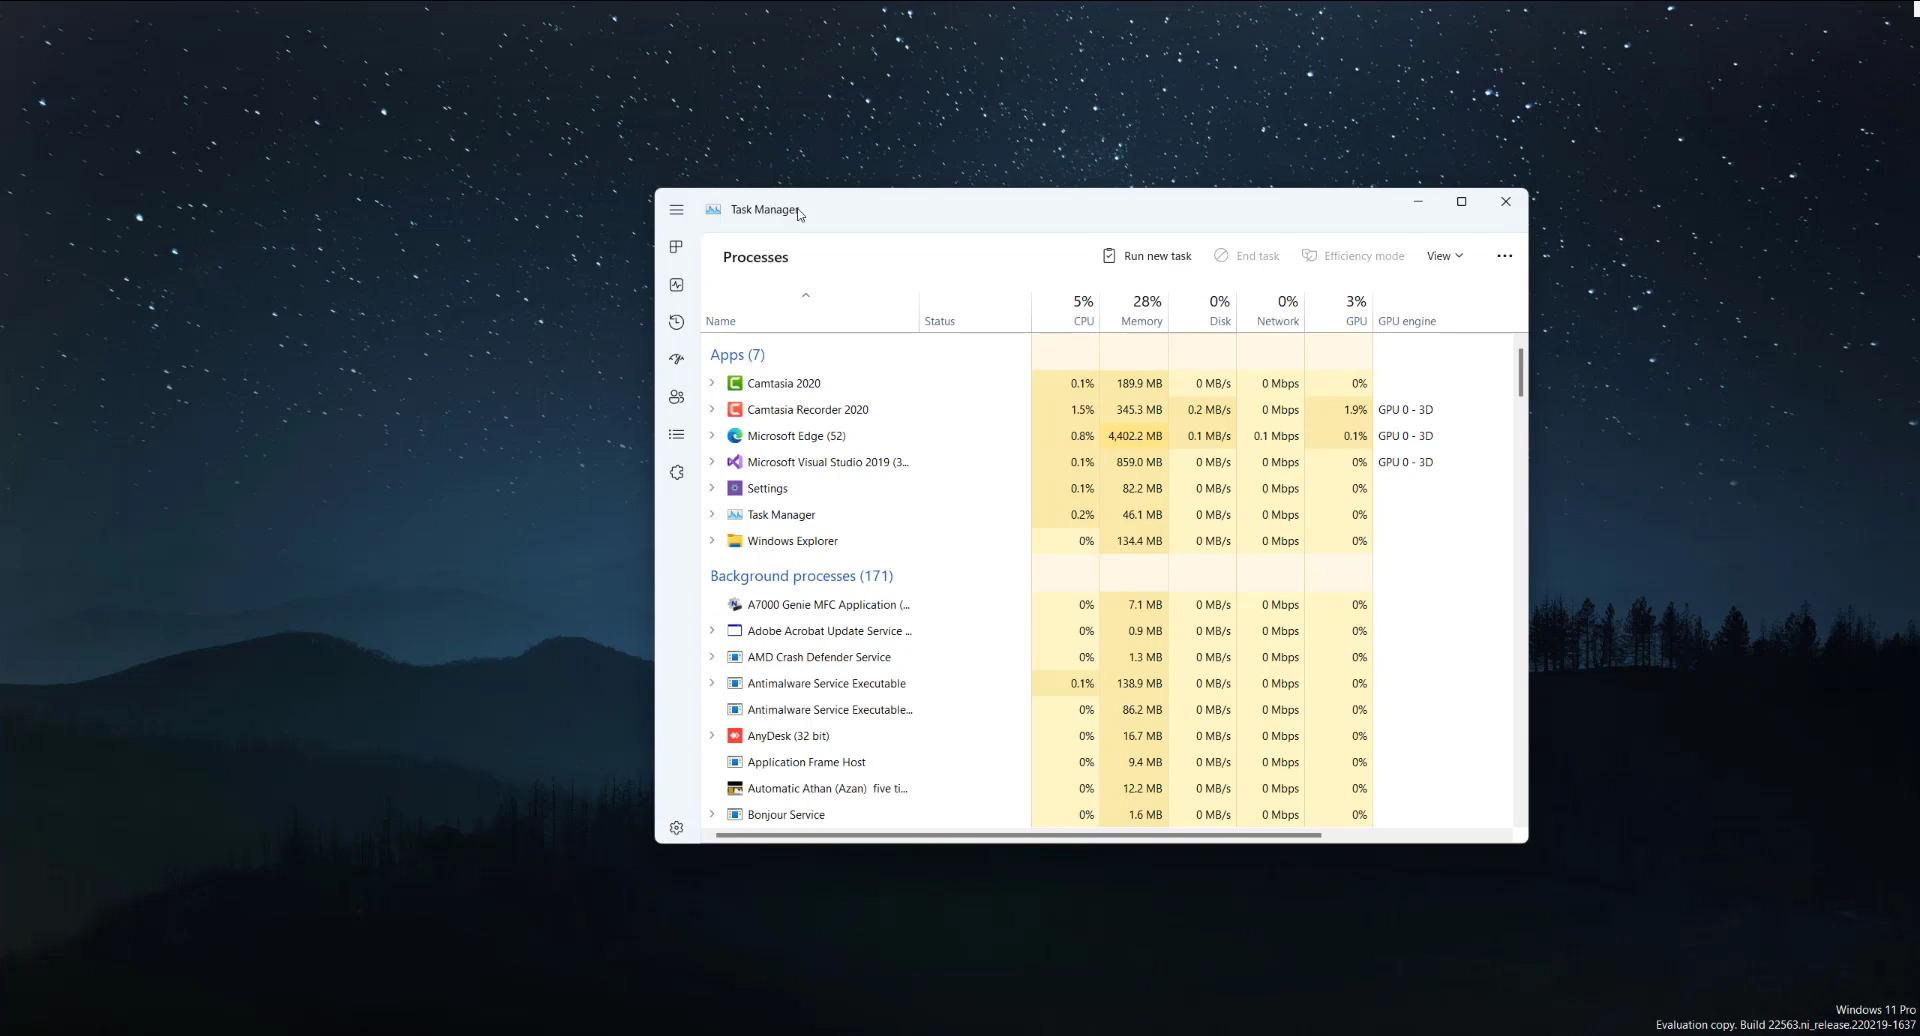 Task Manager
Processes
Run new task End task Efficiency mode View
5% 28% 0% 0% 3%
Name Status CPU Memory Disk Network GPU GPU engine
Apps (7)
Camtasia 2020 0.1% 189.9 MB 0 MB/s 0 Mbps 0%
Camtasia Recorder 2020 1.5% 345.3 MB 0.2 MB/s 0 Mbps 1.9% GPU 0 - 3D
Microsoft Edge (52) 0.8% 4,402.2 MB 0.1 MB/s 0.1 Mbps 0.1% GPU 0 - 3D
Microsoft Visual Studio 2019 (3... 0.1% 859.0 MB 0 MB/s 0 Mbps 0% GPU 0 - 3D
Settings 0.1% 82.2 MB 0 MB/s 0 Mbps 0%
Task Manager 0.2% 46.1 MB 0 MB/s 0 Mbps 0%
Windows Explorer 0% 134.4 MB 0 MB/s 0 Mbps 0%
Background processes (171)
A7000 Genie MFC Application (... 0% 7.1 MB 0 MB/s 0 Mbps 0%
Adobe Acrobat Update Service ... 0% 0.9 MB 0 MB/s 0 Mbps 0%
AMD Crash Defender Service 0% 1.3 MB 0 MB/s 0 Mbps 0%
Antimalware Service Executable 0.1% 138.9 MB 0 MB/s 0 Mbps 0%
Antimalware Service Executable... 0% 86.2 MB 0 MB/s 0 Mbps 0%
AnyDesk (32 bit) 0% 16.7 MB 0 MB/s 0 Mbps 0%
Application Frame Host 0% 9.4 MB 0 MB/s 0 Mbps 0%
Automatic Athan (Azan) five ti... 0% 12.2 MB 0 MB/s 0 Mbps 0%
Bonjour Service 0% 1.6 MB 0 MB/s 0 Mbps 0%
Windows 11 Pro
Evaluation copy. Build 22563.ni_release.220219-1637